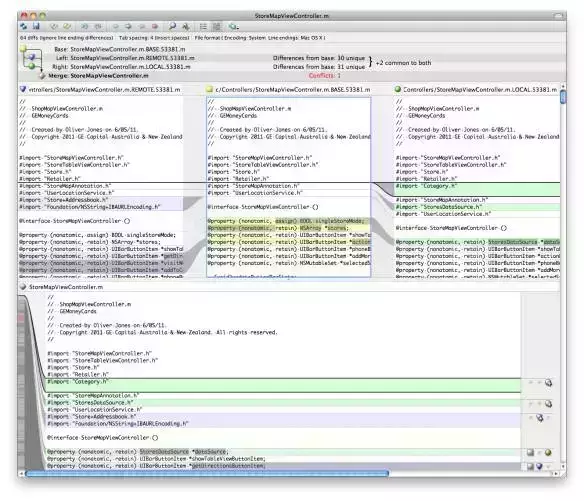 StoreMapViewController.m
64 diffs (Ignore line ending differences) Tab spacing: 4 (Insert spaces) File format (Encoding: System Line endings: Mac OS X )
Base: StoreMapViewController.m.BASE.53381.m
Left: StoreMapViewController.m.REMOTE.53381.m Differences from base: 30 unique
Right: StoreMapViewController.m.LOCAL.53381.m Differences from base: 31 unique
+2 common to both
Merge: StoreMapViewController.m Conflicts: 1
ntrollers/StoreMapViewController.m.REMOTE.53381.m
//
// ShopMapViewController.m
// GEMoneyCards
//
// Created by Oliver Jones on 6/05/11.
// Copyright 2011 GE Capital Australia & New Zealand
//
#import "StoreMapViewController.h"
#import "StoreTableViewController.h"
#import "Store.h"
#import "Retailer.h"
#import "StoreMapAnnotation.h"
#import "UserLocationService.h"
#import "Store+Addressbook.h"
#import "Foundation/NSString+IBAURLEncoding.h"
@interface StoreMapViewController ()
@property (nonatomic, assign) BOOL singleStoreMode;
@property (nonatomic, retain) NSArray *stores;
@property (nonatomic, retain) UIBarButtonItem *showT
@property (nonatomic, retain) UIBarButtonItem *getDir
@property (nonatomic, retain) UIBarButtonItem *visitW
@property (nonatomic, retain) UIBarButtonItem *addToC
t/Controllers/StoreMapViewController.m.BASE.53381.m
//
// ShopMapViewController.m
// GEMoneyCards
//
// Created by Oliver Jones on 6/05/11.
// Copyright 2011 GE Capital Australia & New Zealand
//
#import "StoreMapViewController.h"
#import "StoreTableViewController.h"
#import "Store.h"
#import "Retailer.h"
#import "StoreMapAnnotation.h"
#import "UserLocationService.h"
@interface StoreMapViewController ()
@property (nonatomic, assign) BOOL singleStoreMode;
@property (nonatomic, retain) NSArray *stores;
@property (nonatomic, retain) UIBarButtonItem *showTa
@property (nonatomic, retain) UIBarButtonItem *action
@property (nonatomic, retain) UIBarButtonItem *phoneB
@property (nonatomic, retain) UIBarButtonItem *addMor
@property (nonatomic, retain) NSMutableSet *selectedS
Controllers/StoreMapViewController.m.LOCAL.53381.m
//
// ShopMapViewController.m
// GEMoneyCards
//
// Created by Oliver Jones on 6/05/11.
// Copyright 2011 GE Capital Australia & New Zealand
//
#import "StoreMapViewController.h"
#import "StoreTableViewController.h"
#import "Store.h"
#import "Retailer.h"
#import "Category.h"
#import "StoreMapAnnotation.h"
#import "StoresDataSource.h"
#import "UserLocationService.h"
@interface StoreMapViewController ()
@property (nonatomic, retain) StoresDataSource *dataS
@property (nonatomic, retain) UIBarButtonItem *showTa
@property (nonatomic, retain) UIBarButtonItem *action
@property (nonatomic, retain) UIBarButtonItem *phoneB
@property (nonatomic, retain) UIBarButtonItem *addMor
StoreMapViewController.m
//
// ShopMapViewController.m
// GEMoneyCards
//
// Created by Oliver Jones on 6/05/11.
// Copyright 2011 GE Capital Australia & New Zealand. All rights reserved.
//
#import "StoreMapViewController.h"
#import "StoreTableViewController.h"
#import "Store.h"
#import "Retailer.h"
#import "Category.h"
#import "StoreMapAnnotation.h"
#import "StoresDataSource.h"
#import "UserLocationService.h"
#import "Store+Addressbook.h"
#import "Foundation/NSString+IBAURLEncoding.h"
@interface StoreMapViewController ()
@property (nonatomic, retain) StoresDataSource *dataSource;
@property (nonatomic, retain) UIBarButtonItem *showTableViewButtonItem;
@property (nonatomic, retain) UIBarButtonItem *getDirectionsButtonItem;